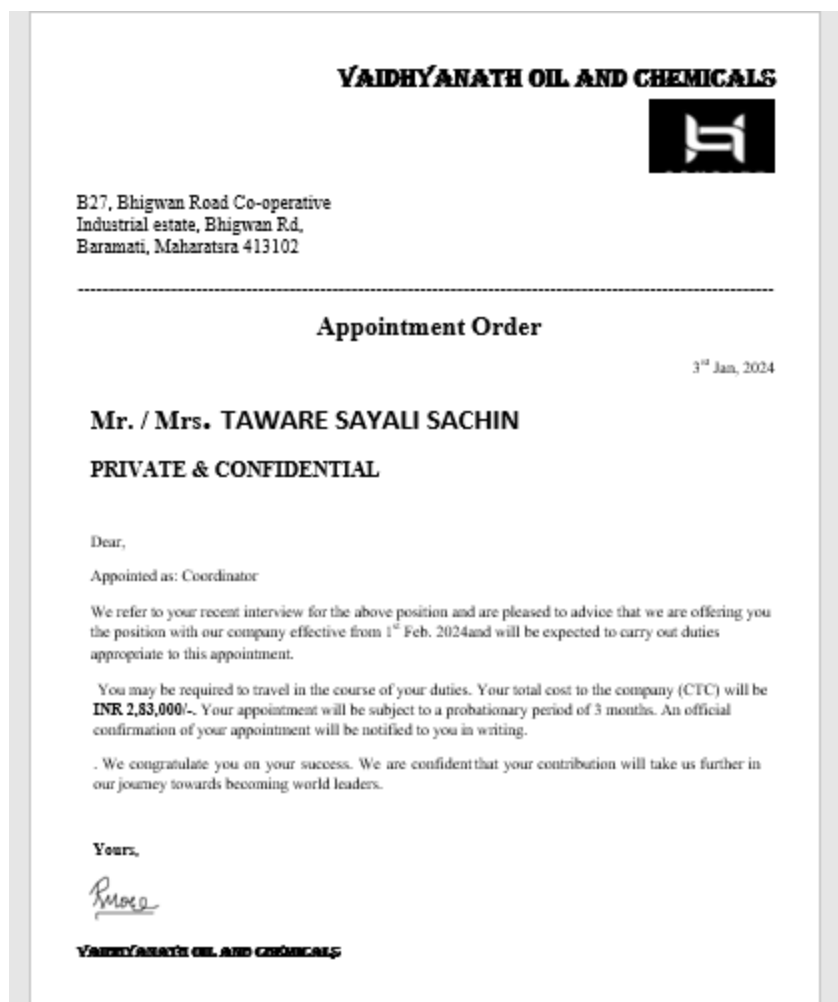 VAIDHYANATH OIL AND CHEMICALS
B27, Bhigwan Road Co-operative
Industrial estate, Bhigwan Rd,
Baramati, Maharatsra 413102
Appointment Order
3rd Jan, 2024
Mr. / Mrs. TAWARE SAYALI SACHIN
PRIVATE & CONFIDENTIAL
Dear,
Appointed as: Coordinator
We refer to your recent interview for the above position and are pleased to advice that we are offering you
the position with our company effective from 1st Feb. 2024and will be expected to carry out duties
appropriate to this appointment.
You may be required to travel in the course of your duties. Your total cost to the company (CTC) will be
INR 2,83,000/-. Your appointment will be subject to a probationary period of 3 months. An official
confirmation of your appointment will be notified to you in writing.
. We congratulate you on your success. We are confident that your contribution will take us further in
our journey towards becoming world leaders.
Yours,
VAIDHYANATH OIL AND CHEMICALS